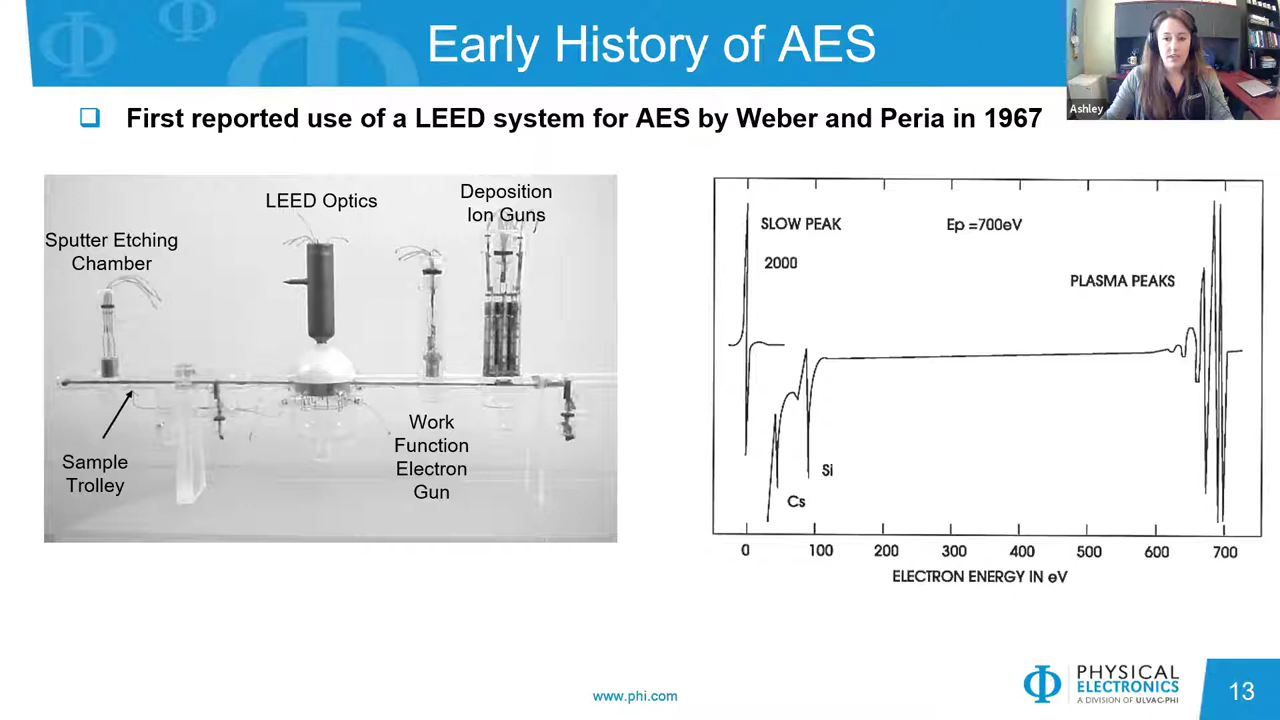 Early History of AES
Ashley
First reported use of a LEED system for AES by Weber and Peria in 1967
LEED Optics
Deposition
Ion Guns
Sputter Etching
Chamber
Work
Function
Electron
Gun
Sample
Trolley
SLOW PEAK
2000
Ep =700eV
PLASMA PEAKS
Si
Cs
0 100 200 300 400 500 600 700
ELECTRON ENERGY IN eV
www.phi.com
PHYSICAL
ELECTRONICS
A DIVISION OF ULVAC-PHI
13